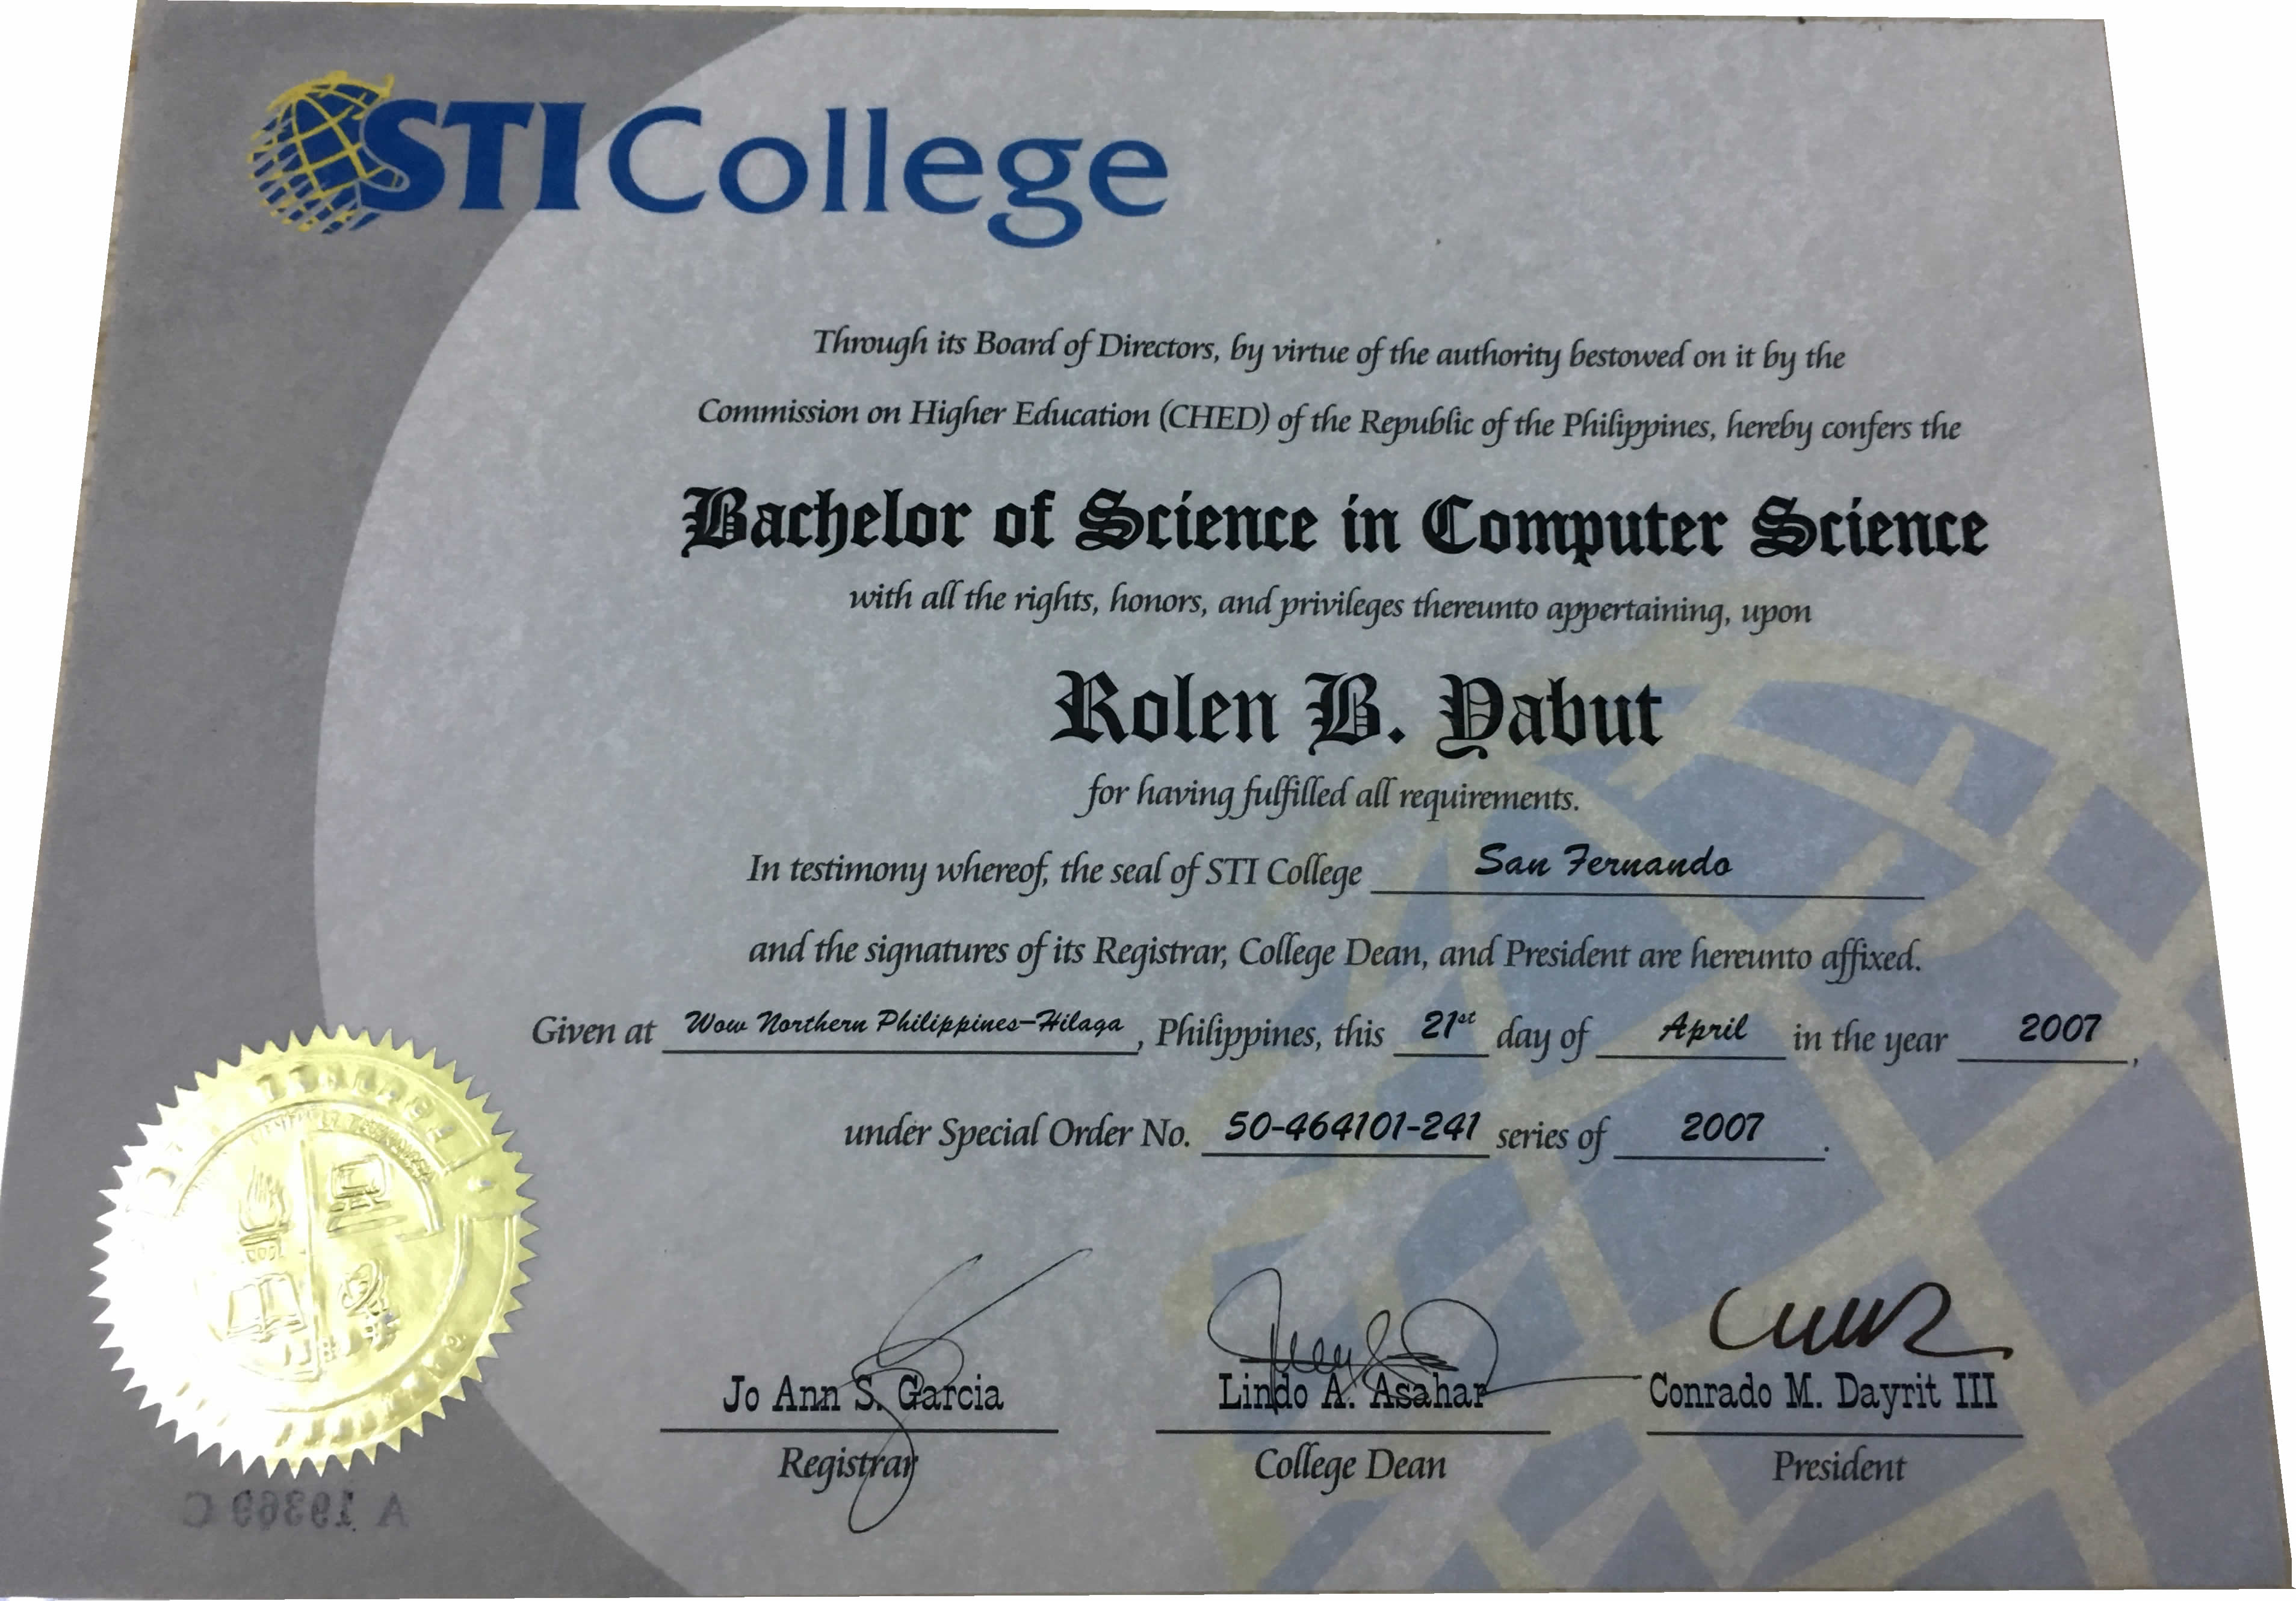 STI College
Through its Board of Directors, by virtue of the authority bestowed on it by the
Commission on Higher Education (CHED) of the Republic of the Philippines, hereby confers the
Bachelor of Science in Computer Science
with all the rights, honors, and privileges thereunto appertaining, upon
Rolen B. Yabut
for having fulfilled all requirements.
In testimony whereof, the seal of STI College San Fernando
and the signatures of its Registrar, College Dean, and President are hereunto affixed.
Given at Wow Northern Philippines-Hilaga, Philippines, this 21st day of April in the year 2007,
under Special Order No. 50-464101-241 series of 2007.
Jo Ann S. Garcia Lindo A. Asahar Conrado M. Dayrit III
Registrar College Dean President
A 19369 C